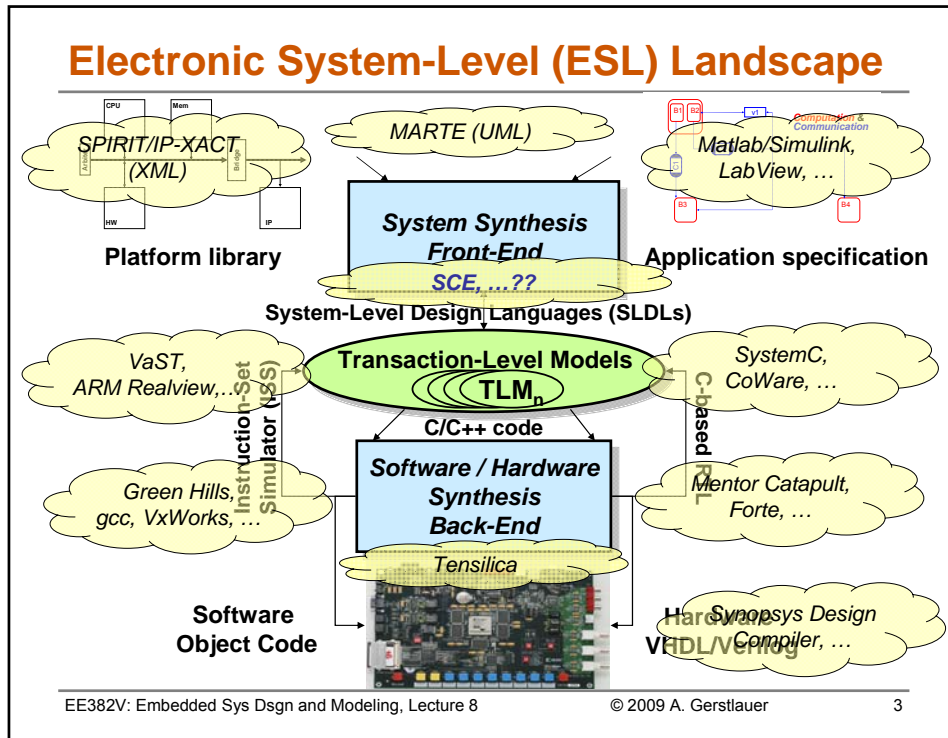 Electronic System-Level (ESL) Landscape
CPU
Mem
SPIRIT/IP-XACT
(XML)
Bridge
HW
IP
Platform library
MARTE (UML)
B1
B2
v1
Computation &
Communication
Matlab/Simulink,
LabView, …
C1
B3
B4
Application specification
System Synthesis
Front-End
SCE, …??
System-Level Design Languages (SLDLs)
VaST,
ARM Realview,…
Transaction-Level Models
TLMn
SystemC,
CoWare, …
Instruction-Set
Simulator (ISS)
C/C++ code
C-based RTL
Green Hills,
gcc, VxWorks, …
Software / Hardware
Synthesis
Back-End
Mentor Catapult,
Forte, …
Tensilica
Software
Object Code
Hardware
VHDL/Verilog
Synopsys Design
Compiler, …
EE382V: Embedded Sys Dsgn and Modeling, Lecture 8
© 2009 A. Gerstlauer
3